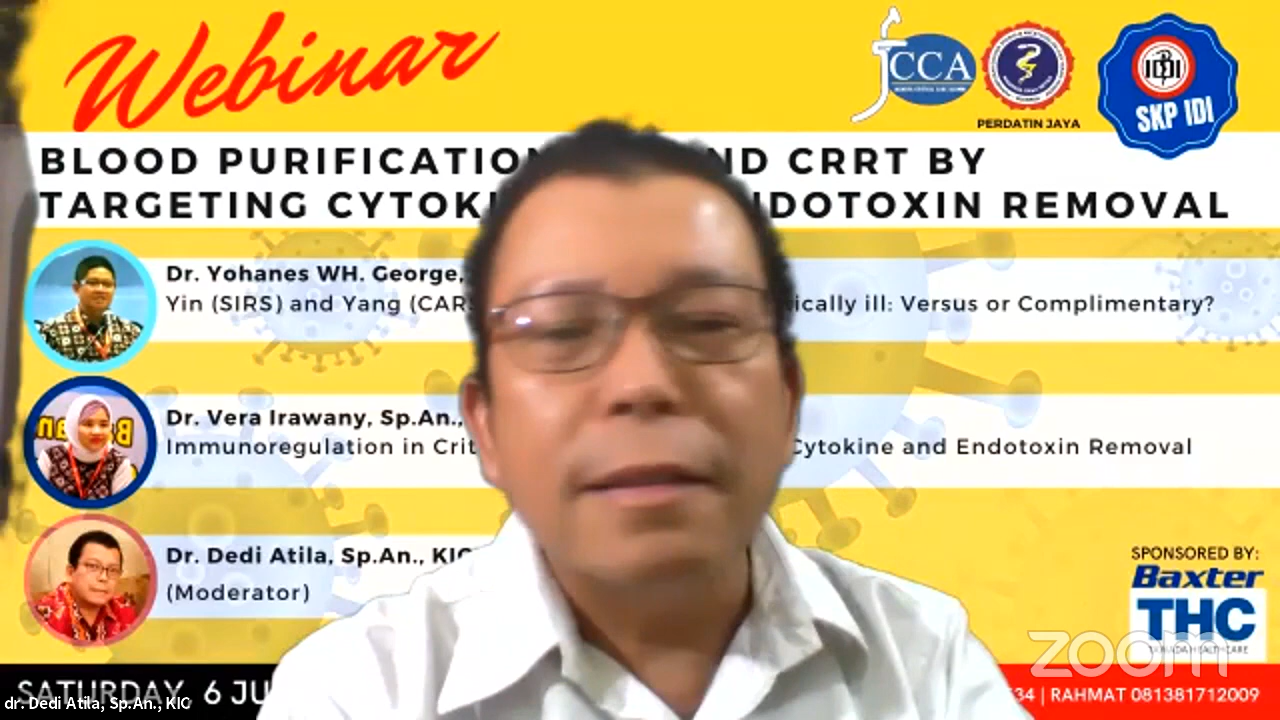 Webinar
JCCA
PERDATIN JAYA
IDI
SKP IDI
BLOOD PURIFICATION ND CRRT BY
TARGETING CYTOKI DOTOXIN REMOVAL
Dr. Yohanes WH. George,
Yin (SIRS) and Yang (CARS ically ill: Versus or Complimentary?
Dr. Vera Irawany, Sp.An.,
Immunoregulation in Crit Cytokine and Endotoxin Removal
Dr. Dedi Atila, Sp.An., KIC
(Moderator)
SPONSORED BY:
Baxter
THC
zoom
SATURDAY, 6 JU 634 | RAHMAT 081381712009
dr. Dedi Atila, Sp.An., KIC